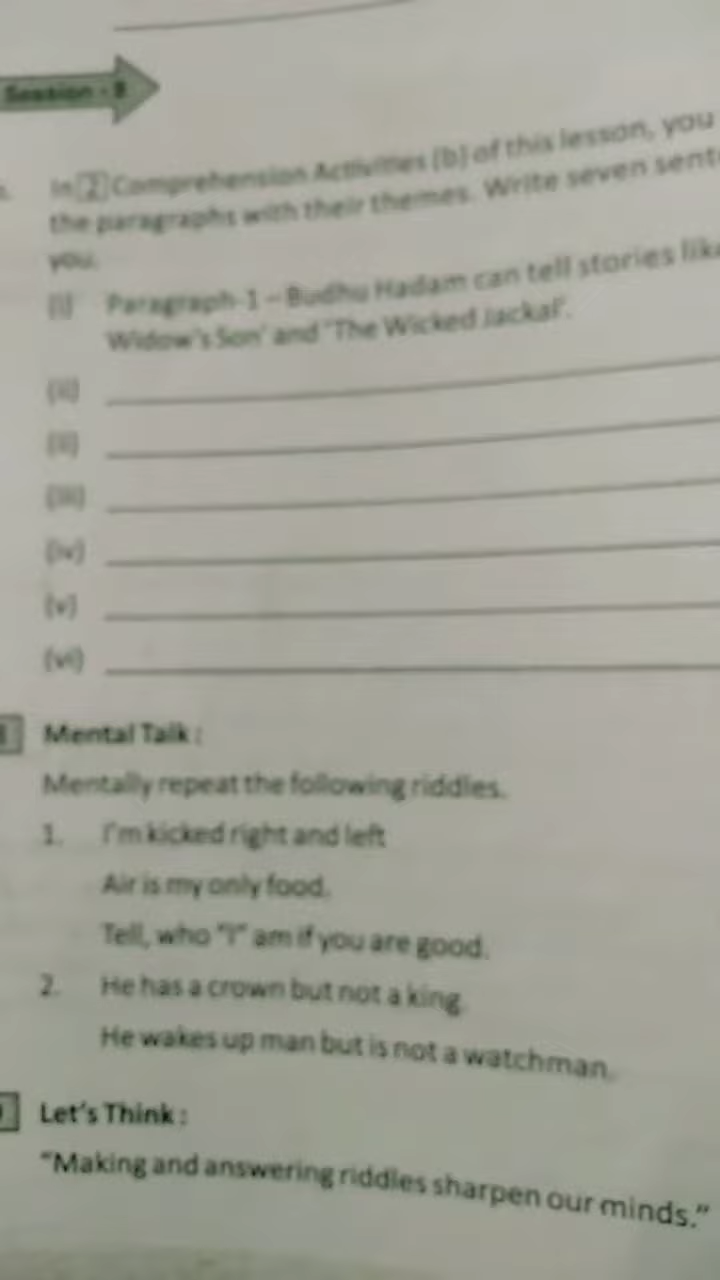 Session - 8
In 2 Comprehension Activities (b) of this lesson, you
the paragraphs with their themes. Write seven sent
you.
(i) Paragraph-1 – Budhu Hadam can tell stories like
Widow's Son' and 'The Wicked Jackal'.
(ii)
(ii)
(iii)
(iv)
(v)
(vi)
Mental Talk :
Mentally repeat the following riddles.
1. I'm kicked right and left
Air is my only food.
Tell, who "I" am if you are good.
2. He has a crown but not a king.
He wakes up man but is not a watchman.
Let's Think :
"Making and answering riddles sharpen our minds."